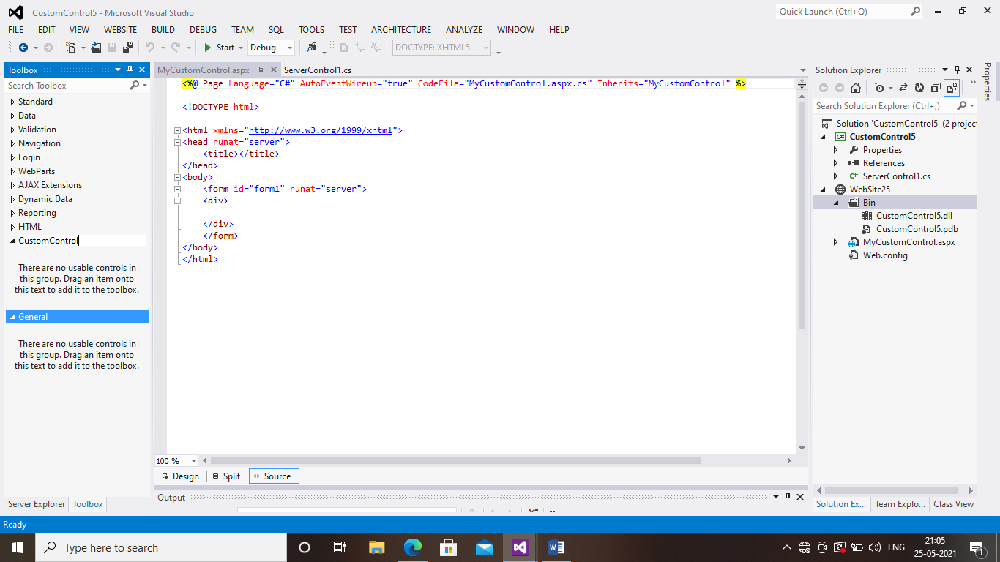 CustomControl5 - Microsoft Visual Studio
Quick Launch (Ctrl+Q)
FILE EDIT VIEW WEBSITE BUILD DEBUG TEAM SQL TOOLS TEST ARCHITECTURE ANALYZE WINDOW HELP
Start Debug DOCTYPE: XHTML5
Toolbox
Search Toolbox
Standard
Data
Validation
Navigation
Login
WebParts
AJAX Extensions
Dynamic Data
Reporting
HTML
CustomControl
There are no usable controls in
this group. Drag an item onto
this text to add it to the toolbox.
General
There are no usable controls in
this group. Drag an item onto
this text to add it to the toolbox.
Server Explorer Toolbox
MyCustomControl.aspx ServerControl1.cs
<%@ Page Language="C#" AutoEventWireup="true" CodeFile="MyCustomControl.aspx.cs" Inherits="MyCustomControl" %>
<!DOCTYPE html>
<html xmlns="http://www.w3.org/1999/xhtml">
<head runat="server">
<title></title>
</head>
<body>
<form id="form1" runat="server">
<div>
</div>
</form>
</body>
</html>
100 %
Design Split Source
Output
Solution Explorer
Search Solution Explorer (Ctrl+;)
Solution 'CustomControl5' (2 project
C# CustomControl5
Properties
References
C# ServerControl1.cs
WebSite25
Bin
CustomControl5.dll
CustomControl5.pdb
MyCustomControl.aspx
Web.config
Solution Ex... Team Explo... Class View
Properties
Ready
Type here to search
ENG
21:05
25-05-2021
1